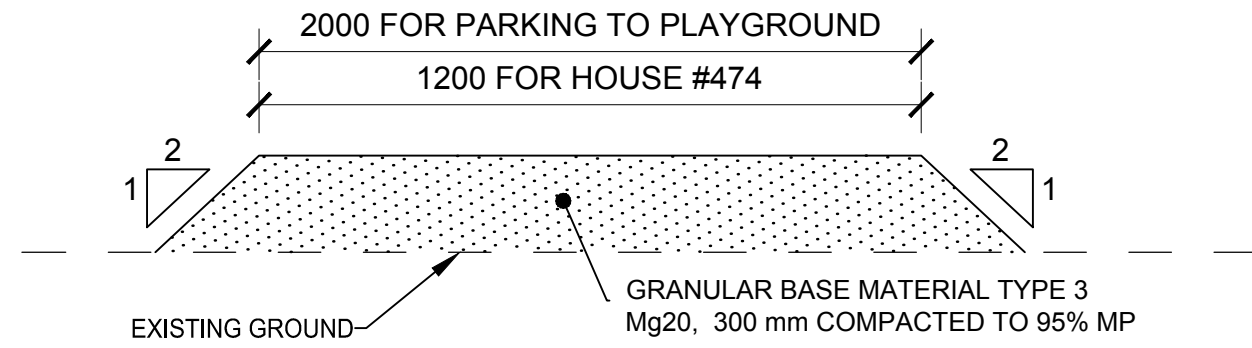 2000 FOR PARKING TO PLAYGROUND
1200 FOR HOUSE #474
2
1
2
1
EXISTING GROUND
GRANULAR BASE MATERIAL TYPE 3
Mg20, 300 mm COMPACTED TO 95% MP